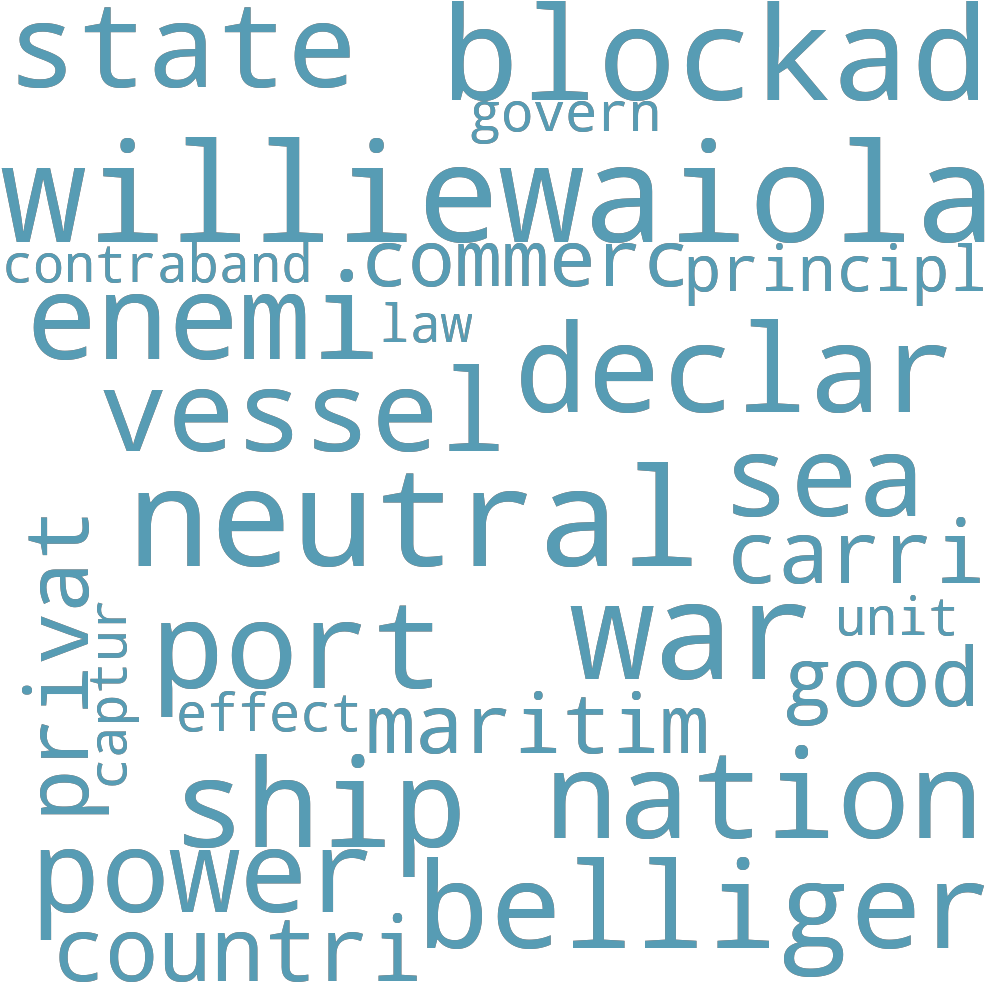 state blockad
govern
williewaiola
contraband commerc principl
enemi law
declar
vessel
sea
neutral
carri
privat
captur
port war unit
good
effect maritim
ship nation
power belliger
countri